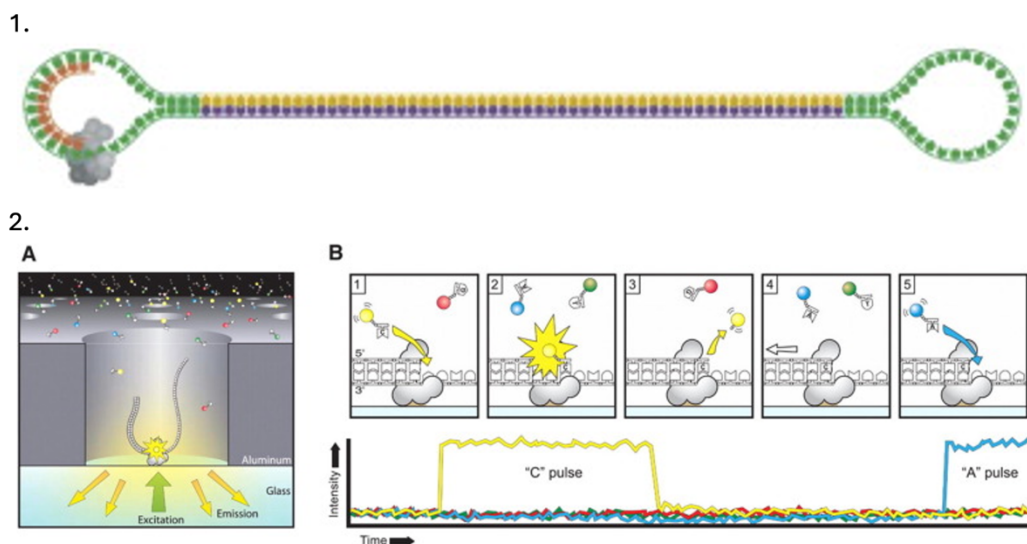 1.
2.
A
B
1
2
3
4
5
5'
3'
C
C
C
C
Aluminum
Glass
Excitation
Emission
Intensity
"C" pulse
"A" pulse
Time